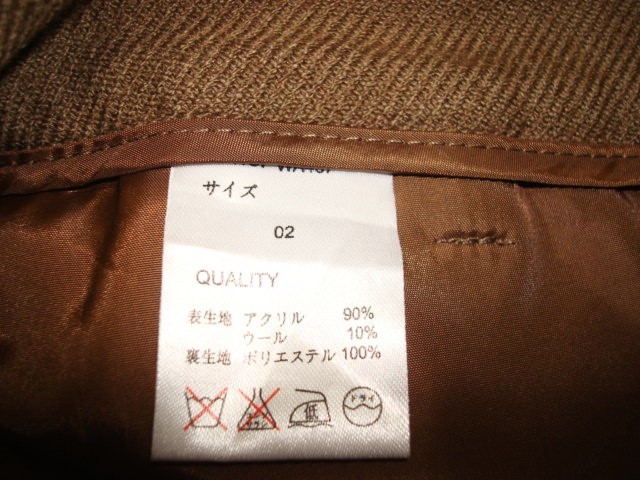 サイズ
02
QUALITY
表生地 アクリル 90%
ウール 10%
裏生地 ポリエステル 100%
低 ドライ